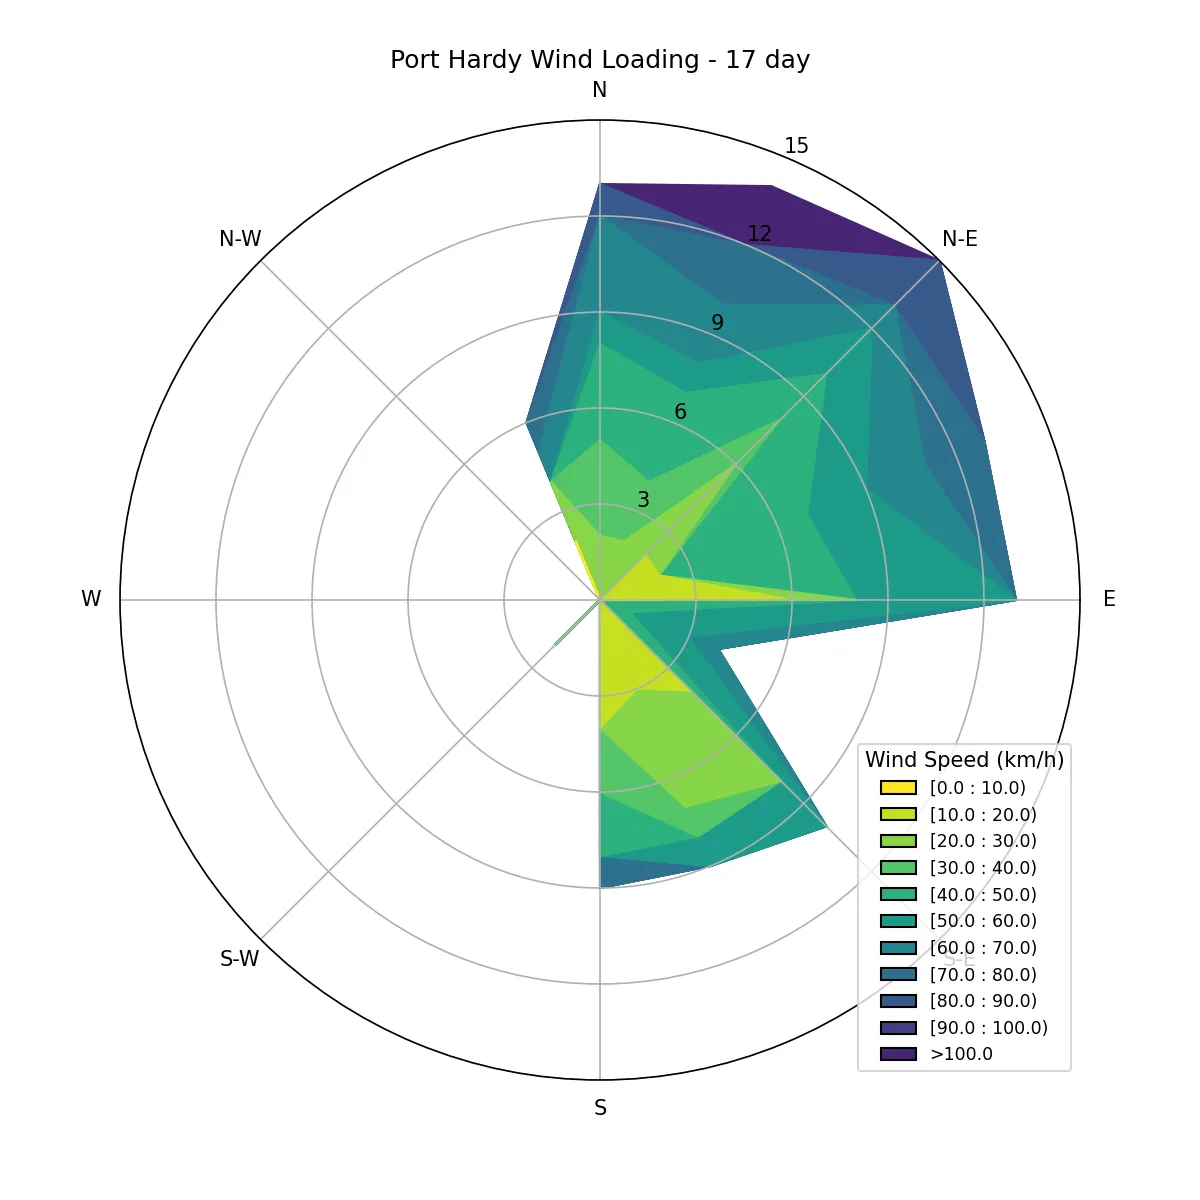 Port Hardy Wind Loading - 17 day
N
15
12
N-W
N-E
9
6
3
W
E
Wind Speed (km/h)
[0.0 : 10.0)
[10.0 : 20.0)
[20.0 : 30.0)
[30.0 : 40.0)
[40.0 : 50.0)
[50.0 : 60.0)
[60.0 : 70.0)
[70.0 : 80.0)
[80.0 : 90.0)
[90.0 : 100.0)
>100.0
S-W
S-E
S